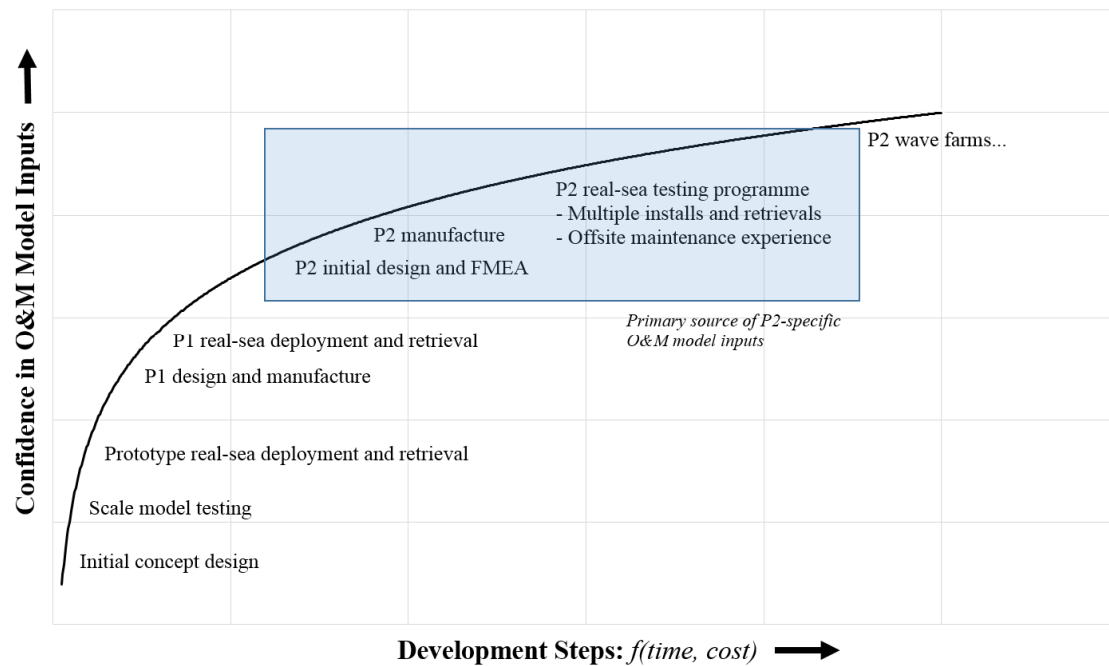 Confidence in O&M Model Inputs
P2 wave farms...
P2 real-sea testing programme
- Multiple installs and retrievals
- Offsite maintenance experience
P2 manufacture
P2 initial design and FMEA
Primary source of P2-specific
O&M model inputs
P1 real-sea deployment and retrieval
P1 design and manufacture
Prototype real-sea deployment and retrieval
Scale model testing
Initial concept design
Development Steps: f(time, cost)